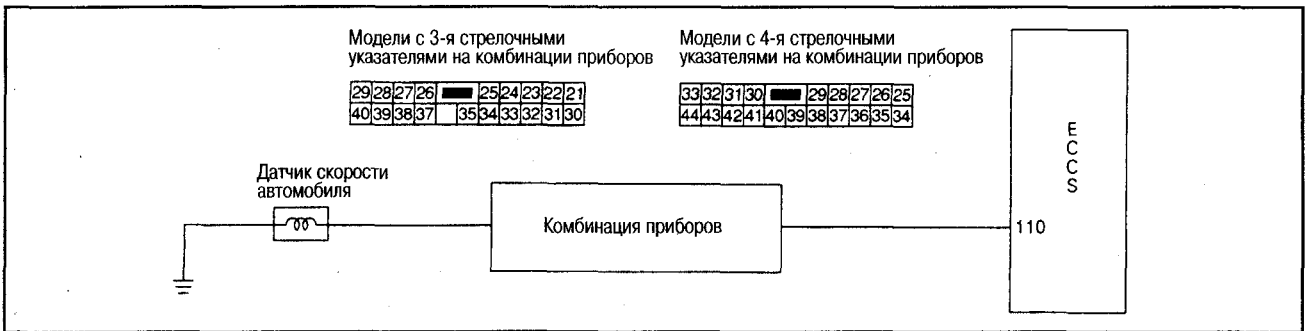 Модели с 3-я стрелочными
указателями на комбинации приборов
29 28 27 26 25 24 23 22 21
40 39 38 37 35 34 33 32 31 30
Модели с 4-я стрелочными
указателями на комбинации приборов
33 32 31 30 29 28 27 26 25
44 43 42 41 40 39 38 37 36 35 34
Датчик скорости
автомобиля
Комбинация приборов
110
E
C
C
S